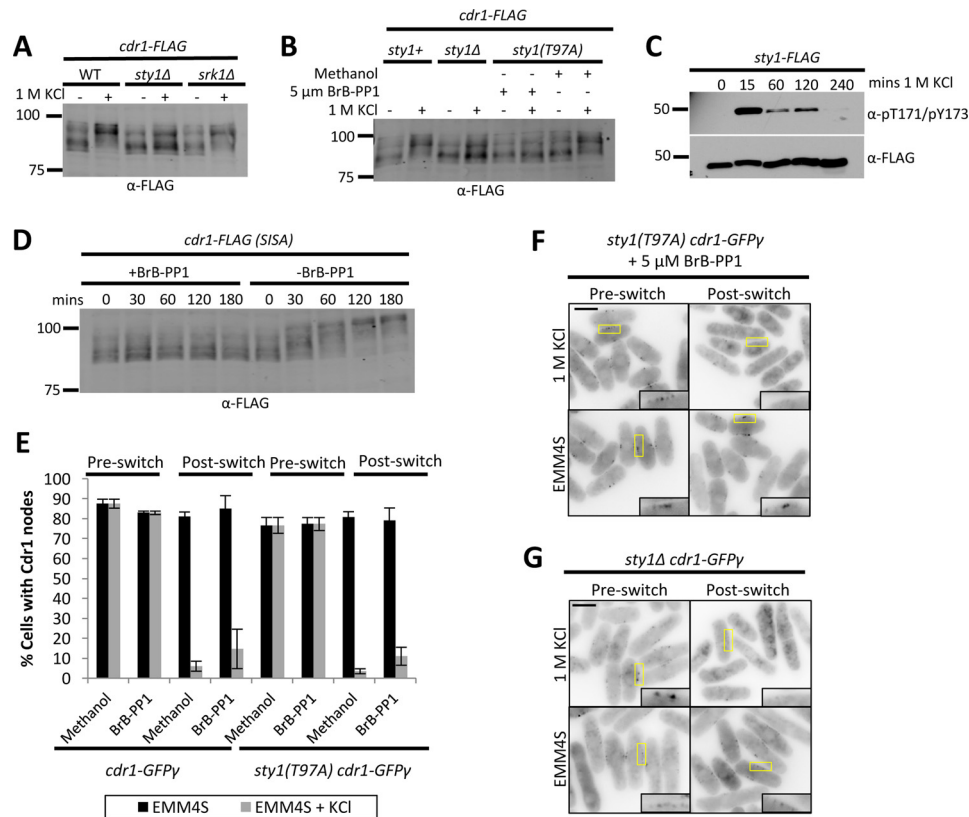 A
cdr1-FLAG
WT sty1Δ srk1Δ
1 M KCl - + - + - +
100
75
α-FLAG
B
cdr1-FLAG
sty1+ sty1Δ sty1(T97A)
Methanol - - + +
5 µm BrB-PP1 + + - -
1 M KCl - + - + - + - +
100
75
α-FLAG
C
sty1-FLAG
0 15 60 120 240 mins 1 M KCl
50 α-pT171/pY173
50 α-FLAG
D
cdr1-FLAG (SISA)
+BrB-PP1 -BrB-PP1
mins 0 30 60 120 180 0 30 60 120 180
100
75
α-FLAG
E
Pre-switch Post-switch Pre-switch Post-switch
% Cells with Cdr1 nodes
100
90
80
70
60
50
40
30
20
10
0
Methanol BrB-PP1 Methanol BrB-PP1 Methanol BrB-PP1 Methanol BrB-PP1
cdr1-GFPγ sty1(T97A) cdr1-GFPγ
EMM4S EMM4S + KCl
F
sty1(T97A) cdr1-GFPγ
+ 5 µM BrB-PP1
Pre-switch Post-switch
1 M KCl
EMM4S
G
sty1Δ cdr1-GFPγ
Pre-switch Post-switch
1 M KCl
EMM4S